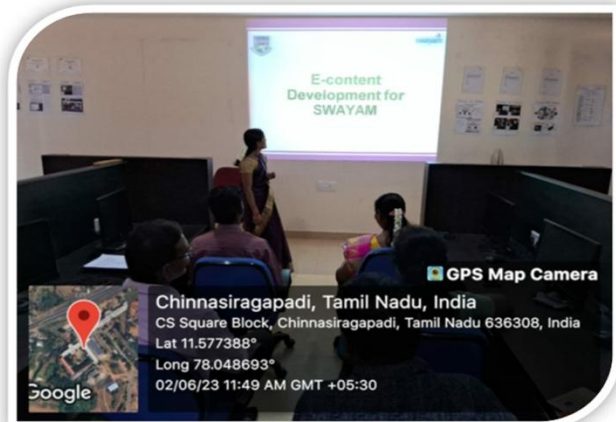 E-content
Development for
SWAYAM
GPS Map Camera
Chinnasiragapadi, Tamil Nadu, India
CS Square Block, Chinnasiragapadi, Tamil Nadu 636308, India
Lat 11.577388°
Long 78.048693°
02/06/23 11:49 AM GMT +05:30
Google